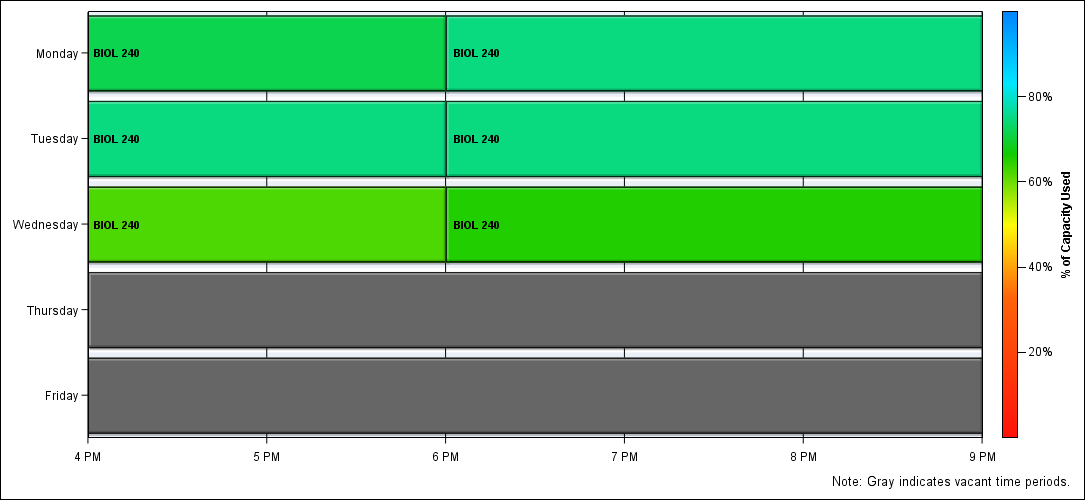 Monday
BIOL 240
BIOL 240
Tuesday
BIOL 240
BIOL 240
Wednesday
BIOL 240
BIOL 240
Thursday
Friday
4 PM
5 PM
6 PM
7 PM
8 PM
9 PM
80%
60%
40%
20%
% of Capacity Used
Note: Gray indicates vacant time periods.